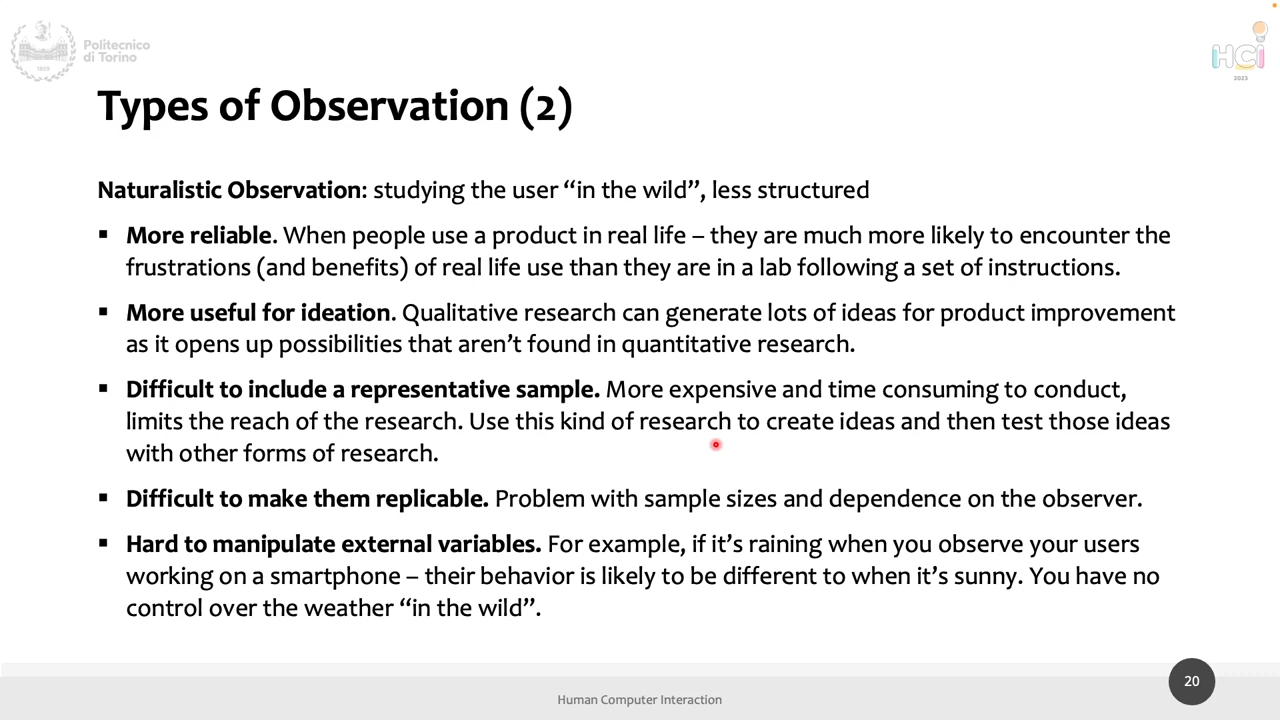 Politecnico
di Torino
1859
HCI
2023
Types of Observation (2)
Naturalistic Observation: studying the user “in the wild”, less structured
▪ More reliable. When people use a product in real life – they are much more likely to encounter the
frustrations (and benefits) of real life use than they are in a lab following a set of instructions.
▪ More useful for ideation. Qualitative research can generate lots of ideas for product improvement
as it opens up possibilities that aren’t found in quantitative research.
▪ Difficult to include a representative sample. More expensive and time consuming to conduct,
limits the reach of the research. Use this kind of research to create ideas and then test those ideas
with other forms of research.
▪ Difficult to make them replicable. Problem with sample sizes and dependence on the observer.
▪ Hard to manipulate external variables. For example, if it’s raining when you observe your users
working on a smartphone – their behavior is likely to be different to when it’s sunny. You have no
control over the weather “in the wild”.
Human Computer Interaction
20